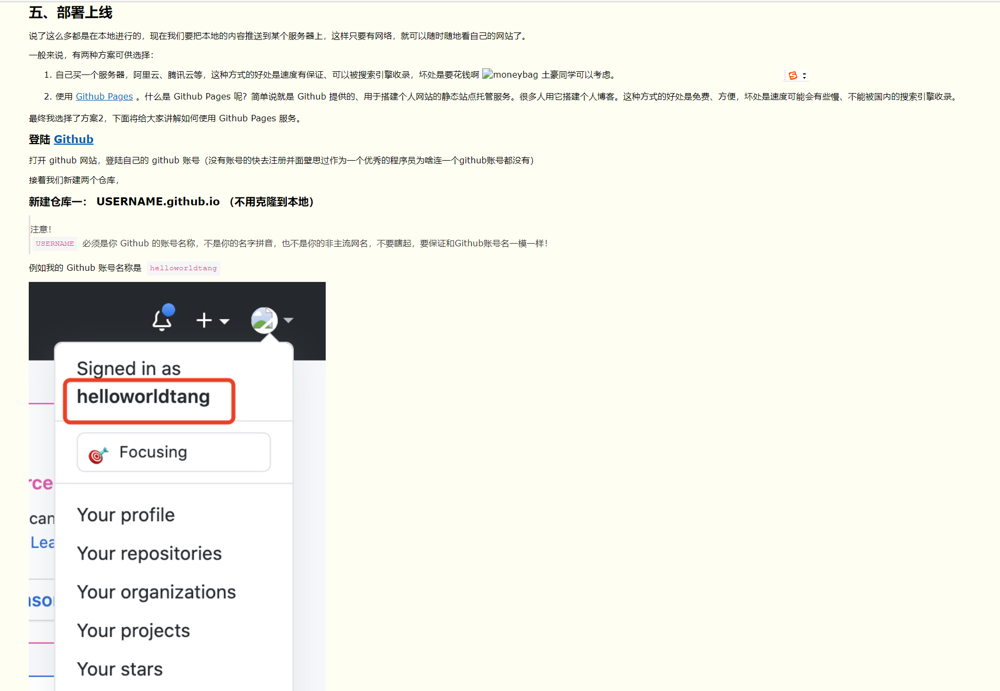 五、部署上线
说了这么多都是在本地进行的，现在我们要把本地的内容推送到某个服务器上，这样只要有网络，就可以随时随地看自己的网站了。
一般来说，有两种方案可供选择：
1. 自己买一个服务器，阿里云、腾讯云等，这种方式的好处是速度有保证、可以被搜索引擎收录，坏处是要花钱啊 moneybag 土豪同学可以考虑。
2. 使用 Github Pages 。什么是 Github Pages 呢？简单说就是 Github 提供的、用于搭建个人网站的静态站点托管服务。很多人用它搭建个人博客。这种方式的好处是免费、方便，坏处是速度可能会有些慢、不能被国内的搜索引擎收录。
最终我选择了方案2，下面将给大家讲解如何使用 Github Pages 服务。
登陆 Github
打开 github 网站，登陆自己的 github 账号（没有账号的快去注册并面壁思过作为一个优秀的程序员为啥连一个github账号都没有）
接着我们新建两个仓库，
新建仓库一： USERNAME.github.io （不用克隆到本地）
注意！
USERNAME 必须是你 Github 的账号名称，不是你的名字拼音，也不是你的非主流网名，不要瞎起，要保证和Github账号名一模一样！
例如我的 Github 账号名称是 helloworldtang
Signed in as
helloworldtang
Focusing
rce
can
Your profile
Lea
Your repositories
Your organizations
nsor
Your projects
Your stars